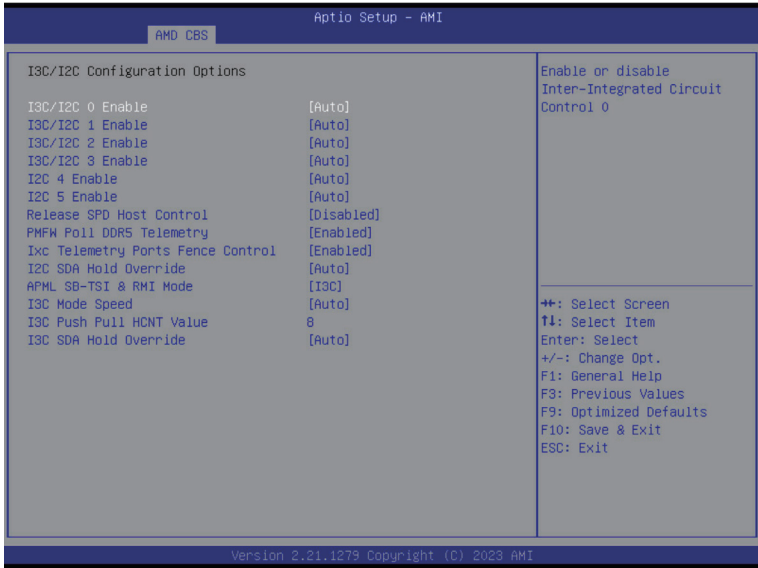 Aptio Setup - AMI
AMD CBS
I3C/I2C Configuration Options
I3C/I2C 0 Enable [Auto]
I3C/I2C 1 Enable [Auto]
I3C/I2C 2 Enable [Auto]
I3C/I2C 3 Enable [Auto]
I2C 4 Enable [Auto]
I2C 5 Enable [Auto]
Release SPD Host Control [Disabled]
PMFW Poll DDR5 Telemetry [Enabled]
Ixc Telemetry Ports Fence Control [Enabled]
I2C SDA Hold Override [Auto]
APML SB-TSI & RMI Mode [I3C]
I3C Mode Speed [Auto]
I3C Push Pull HCNT Value 8
I3C SDA Hold Override [Auto]
Enable or disable
Inter-Integrated Circuit
Control 0
→←: Select Screen
↑↓: Select Item
Enter: Select
+/-: Change Opt.
F1: General Help
F3: Previous Values
F9: Optimized Defaults
F10: Save & Exit
ESC: Exit
Version 2.21.1279 Copyright (C) 2023 AMI